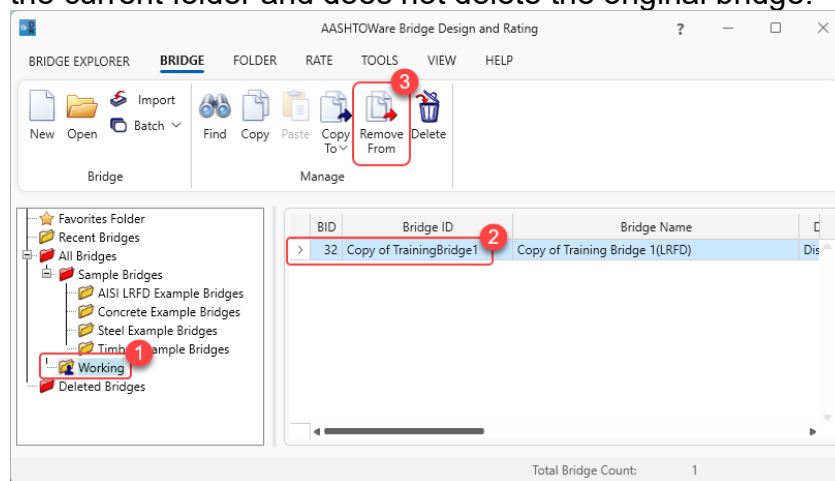 the current folder and does not delete the original bridge.
AASHTOWare Bridge Design and Rating
BRIDGE EXPLORER BRIDGE FOLDER RATE TOOLS VIEW HELP
3
New Open Import Batch Find Copy Paste Copy To Remove From Delete
Bridge Manage
Favorites Folder
Recent Bridges
All Bridges
Sample Bridges
AISI LRFD Example Bridges
Concrete Example Bridges
Steel Example Bridges
Example Bridges
1
Working
Deleted Bridges
BID Bridge ID Bridge Name
2
32 Copy of TrainingBridge1 Copy of Training Bridge 1(LRFD)
Total Bridge Count: 1